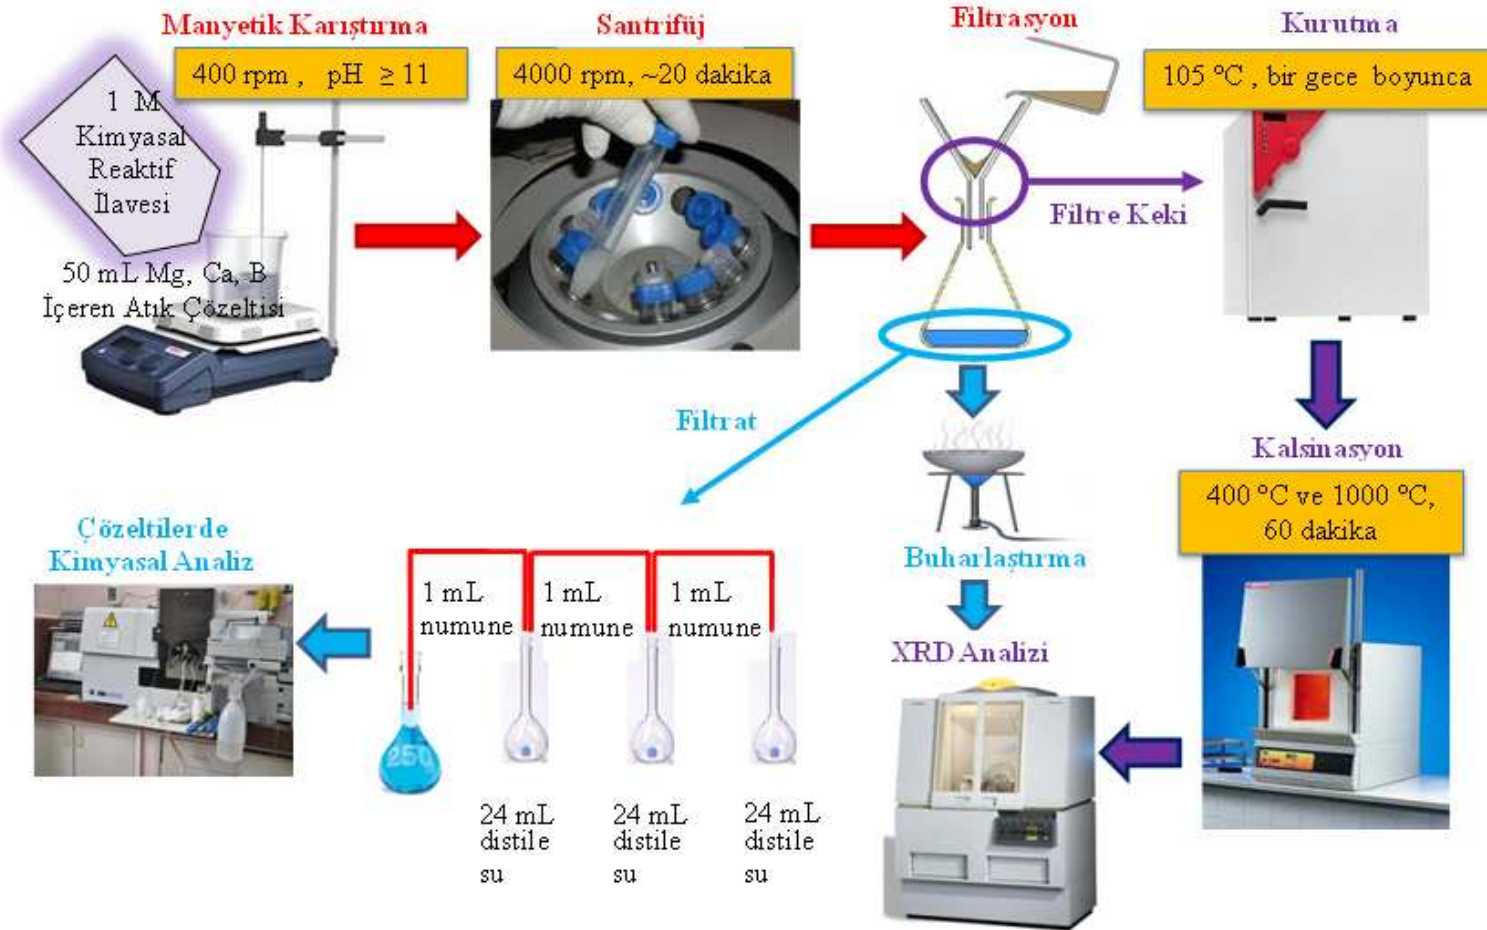 Manyetik Karıştırma
400 rpm , pH ≥ 11
1 M
Kimyasal
Reaktif
İlavesi
50 mL Mg, Ca, B
İçeren Atık Çözeltisi
Santrifüj
4000 rpm, ~20 dakika
Filtrasyon
Filtre Keki
Kurutma
105 °C , bir gece boyunca
Kalsinasyon
400 °C ve 1000 °C,
60 dakika
Filtrat
Buharlaştırma
XRD Analizi
Çözeltilerde
Kimyasal Analiz
1 mL
numune
1 mL
numune
1 mL
numune
250
24 mL
distile
su
24 mL
distile
su
24 mL
distile
su